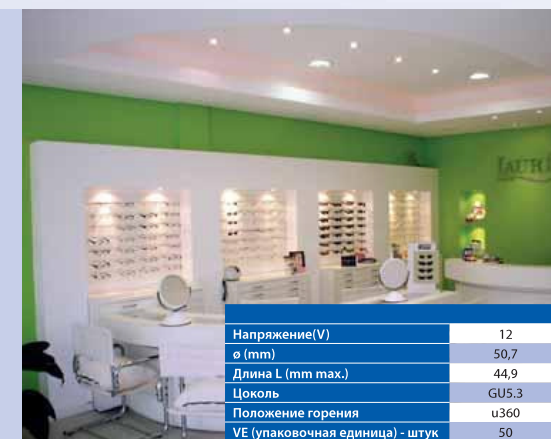 Напряжение(V) 12
ø (mm) 50,7
Длина L (mm max.) 44,9
Цоколь GU5.3
Положение горения u360
VE (упаковочная единица) - штук 50